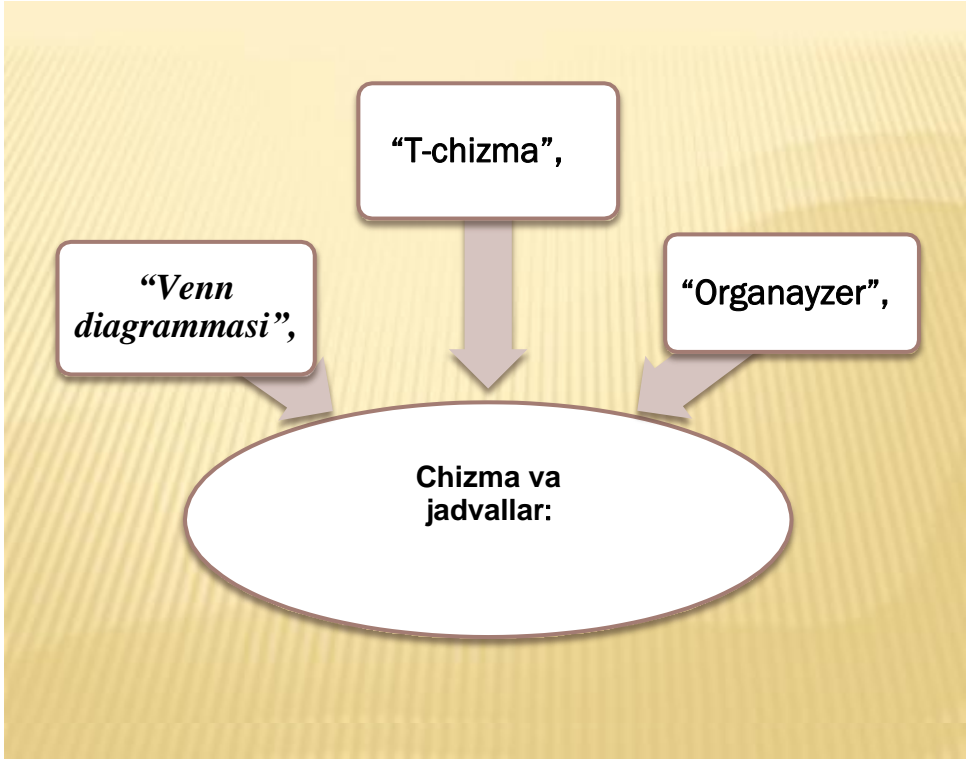 “T-chizma”,
“Venn
diagrammasi”,
“Organayzer”,
Chizma va
jadvallar: